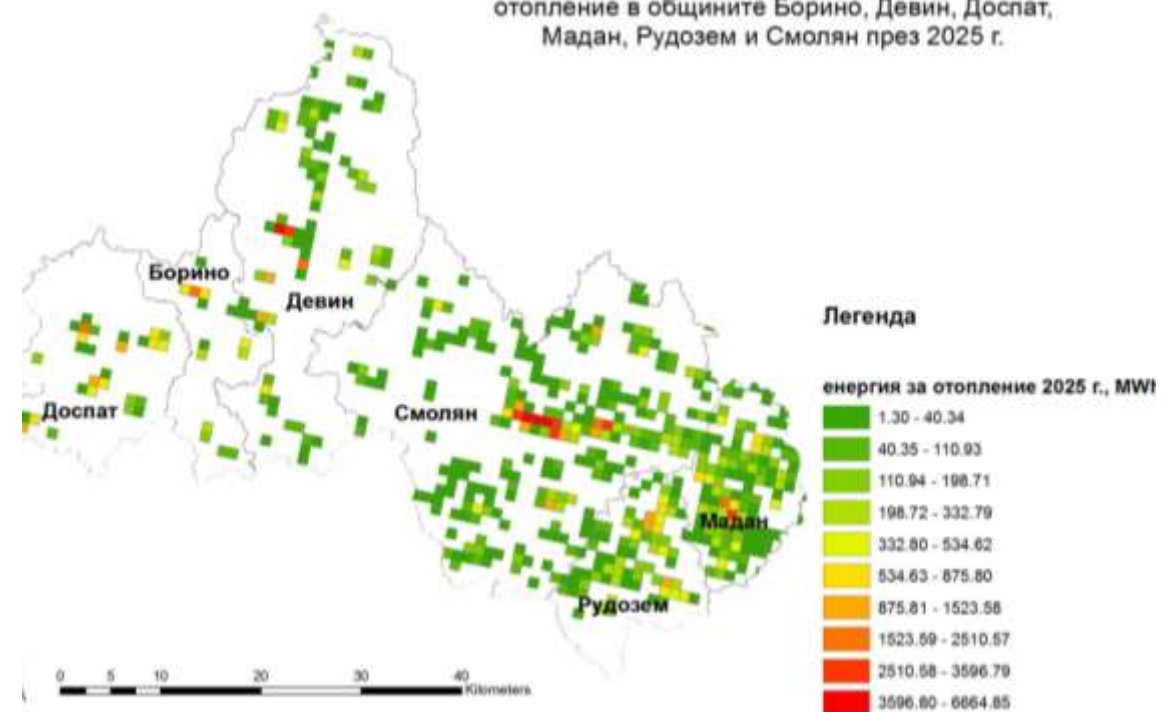 отопление в общините Борино, Девин, Доспат,
Мадан, Рудозем и Смолян през 2025 г.
Борино
Девин
Доспат
Смолян
Мадан
Рудозем
Легенда
енергия за отопление 2025 г., MWh
1.30 - 40.34
40.35 - 110.93
110.94 - 198.71
198.72 - 332.79
332.80 - 534.62
534.63 - 875.80
875.81 - 1523.58
1523.59 - 2510.57
2510.58 - 3596.79
3596.80 - 6664.85
0 5 10 20 30 40
Kilometers